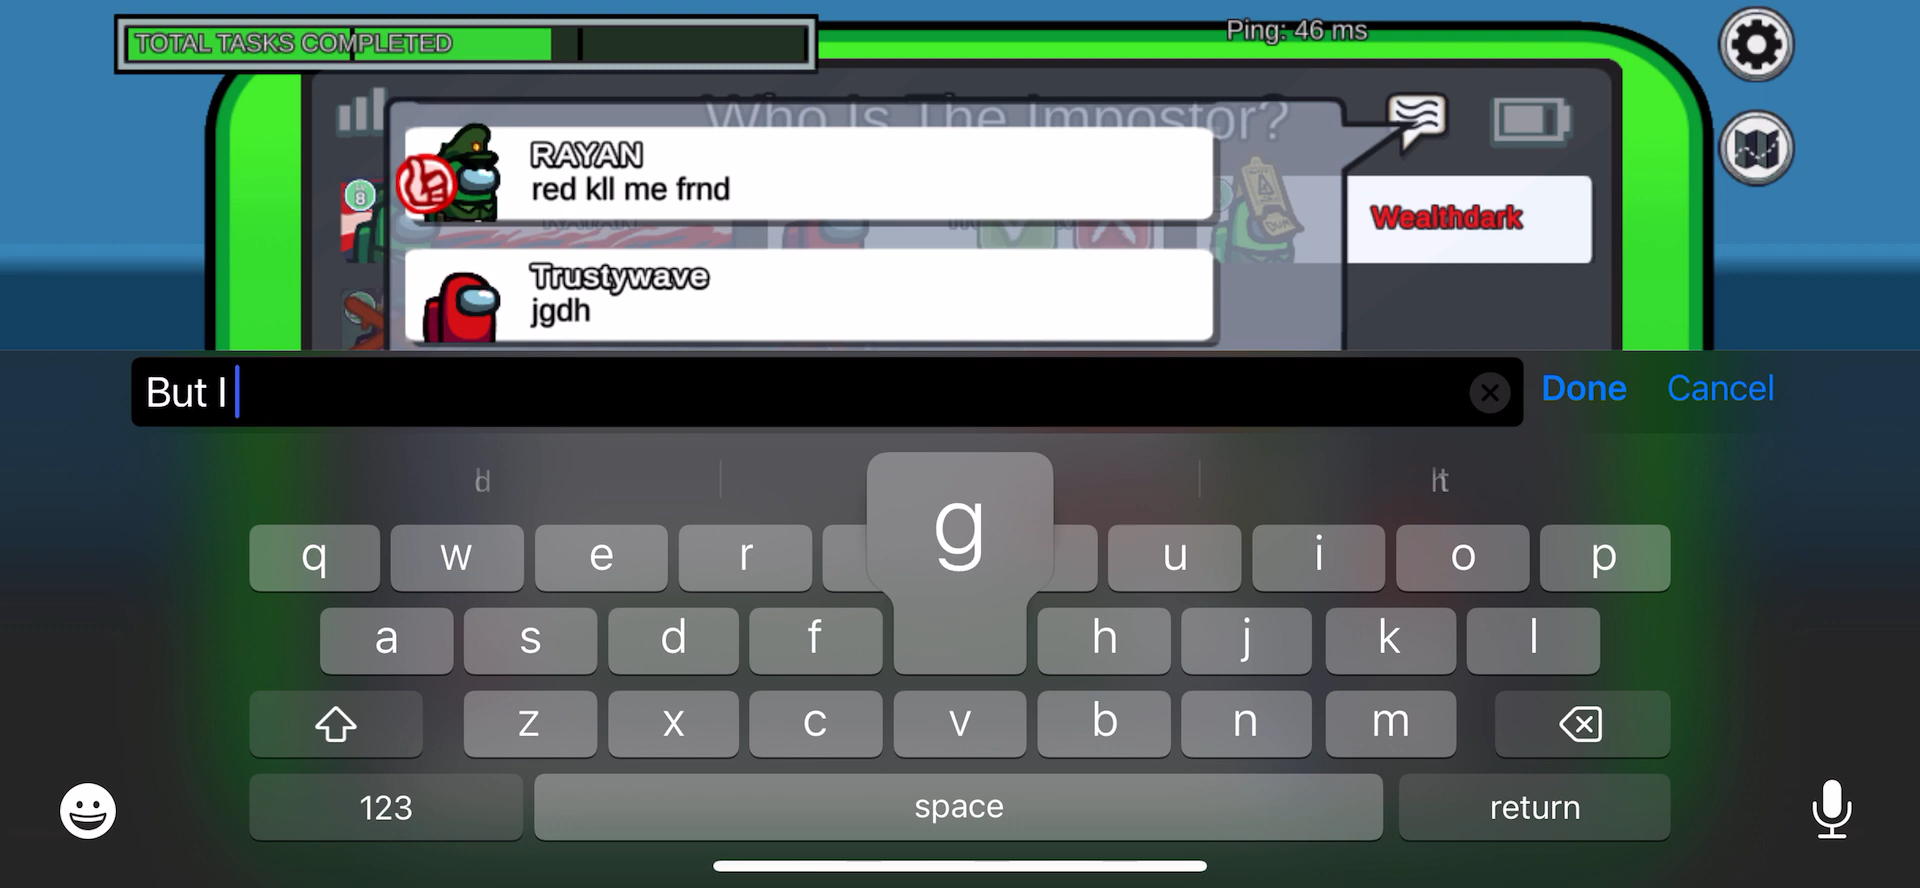 TOTAL TASKS COMPLETED
Ping: 46 ms
Who Is The Impostor?
8
RAYAN
red kll me frnd
Wealthdark
Trustywave
jgdh
But I
Done
Cancel
g
q w e r u i o p
a s d f h j k l
z x c v b n m
123
space
return